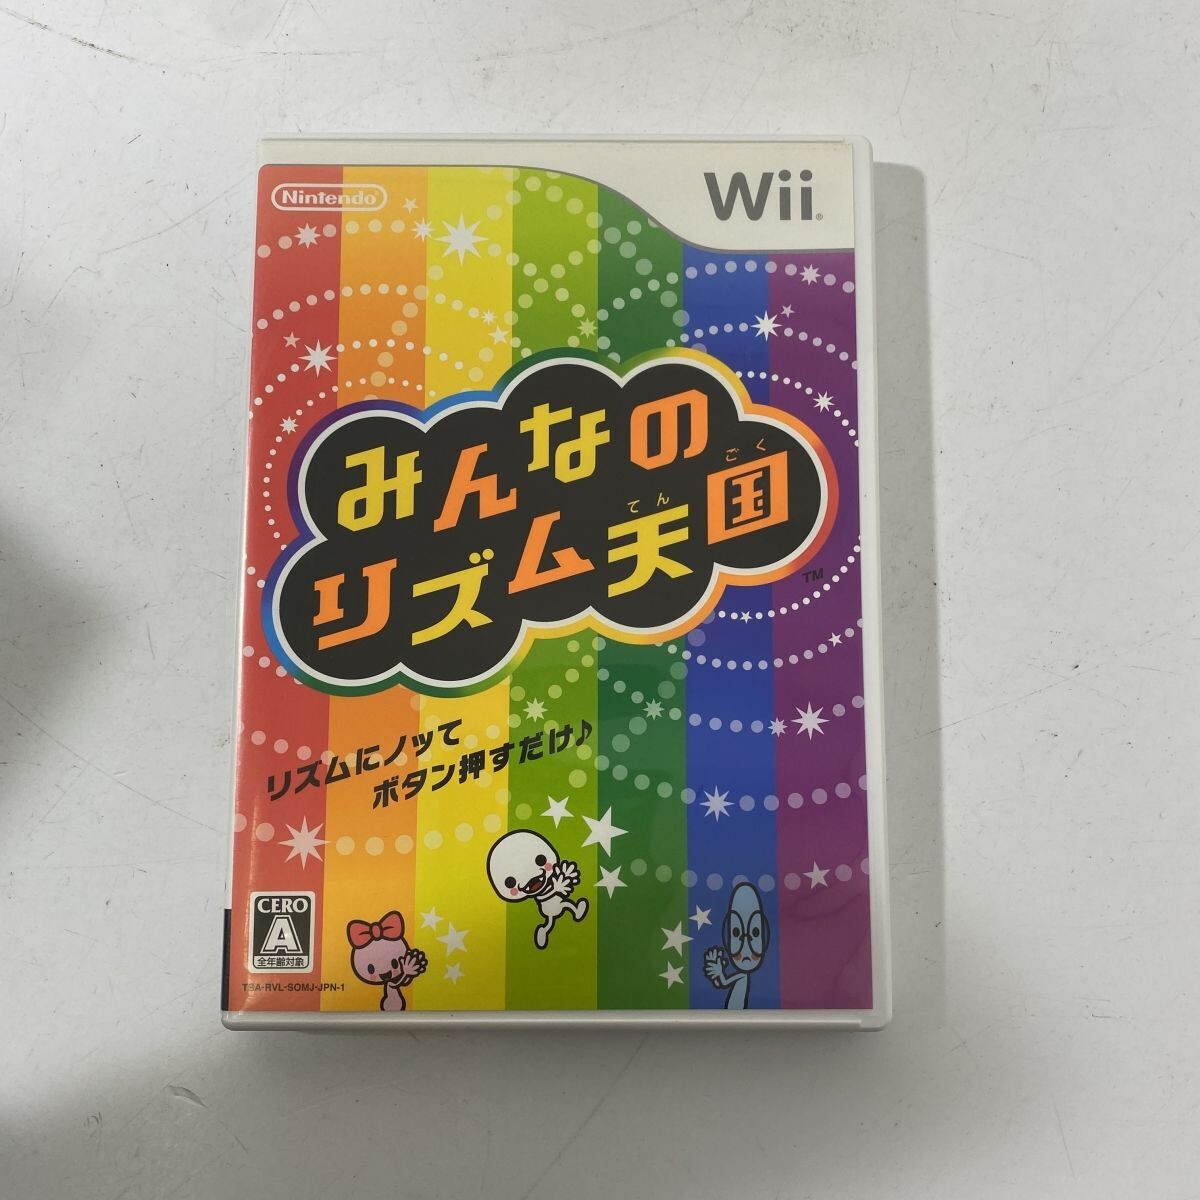 Nintendo®
Wii®
みんなの
リズム天国
てん
ごく
TM
リズムにノッて
ボタン押すだけ♪
CERO
A
全年齢対象
TSA-RVL-SOMJ-JPN-1